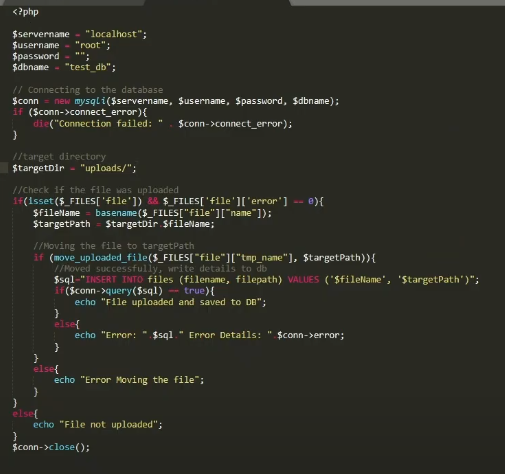 <?php
$servername = "localhost";
$username = "root";
$password = "";
$dbname = "test_db";
// Connecting to the database
$conn = new mysqli($servername, $username, $password, $dbname);
if ($conn->connect_error){
die("Connection failed: " . $conn->connect_error);
}
//target directory
$targetDir = "uploads/";
//Check if the file was uploaded
if(isset($_FILES['file']) && $_FILES['file']['error'] == 0){
$fileName = basename($_FILES["file"]["name"]);
$targetPath = $targetDir.$fileName;
//Moving the file to targetPath
if (move_uploaded_file($_FILES["file"]["tmp_name"], $targetPath)){
//Moved successfully, write details to db
$sql="INSERT INTO files (filename, filepath) VALUES ('$fileName', '$targetPath')";
if($conn->query($sql) == true){
echo "File uploaded and saved to DB";
}
else{
echo "Error: ".$sql." Error Details: ".$conn->error;
}
}
else{
echo "Error Moving the file";
}
}
else{
echo "File not uploaded";
}
$conn->close();